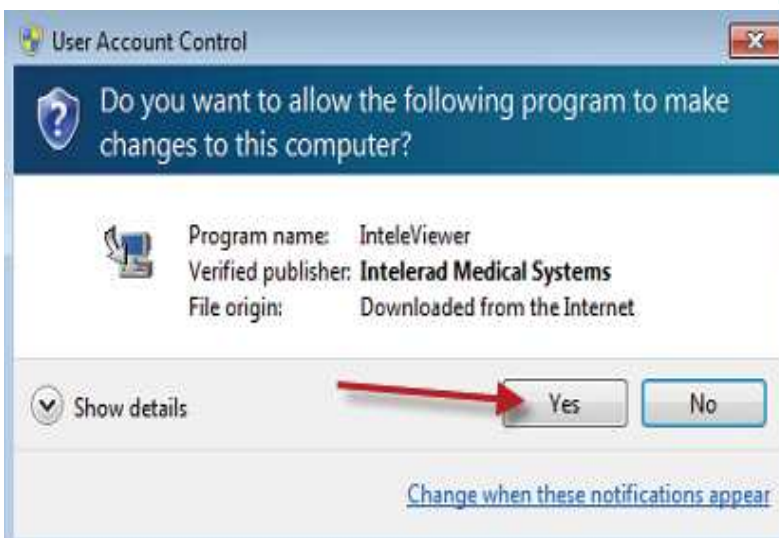 User Account Control
Do you want to allow the following program to make
changes to this computer?
Program name: InteleViewer
Verified publisher: Intelerad Medical Systems
File origin: Downloaded from the Internet
Show details
Yes No
Change when these notifications appear